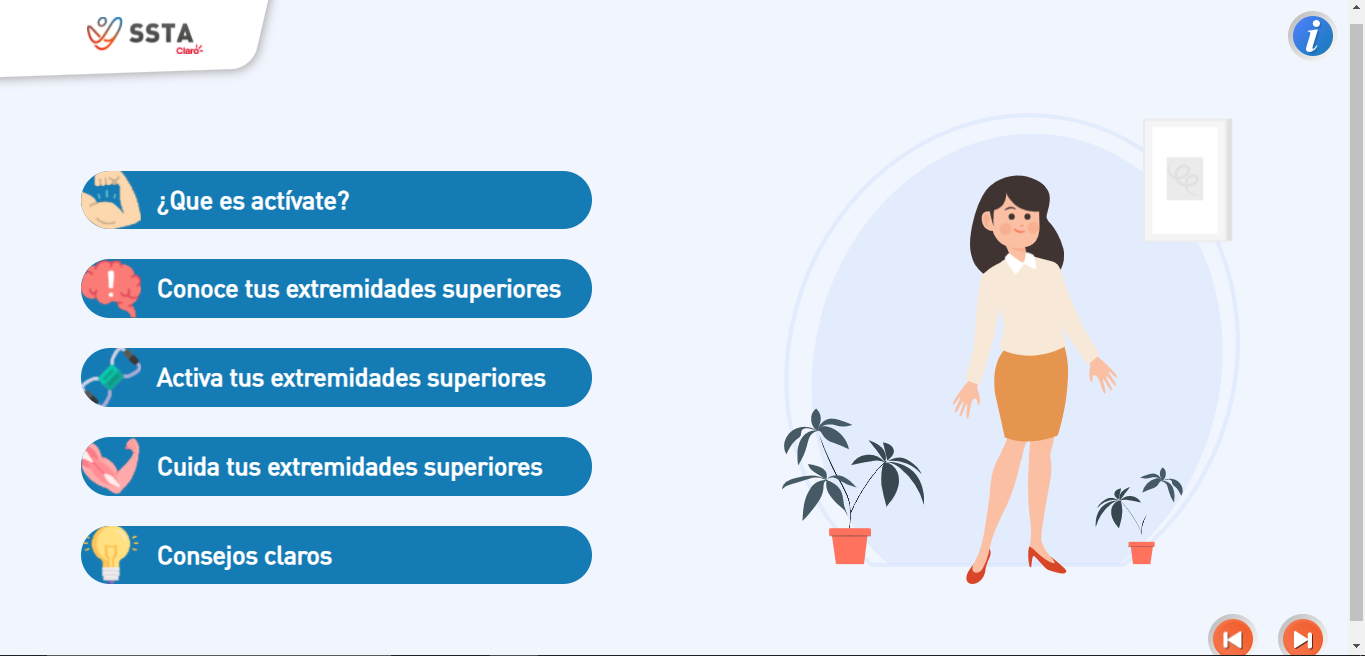 SSTA
Claro
i
¿Que es actívate?
Conoce tus extremidades superiores
Activa tus extremidades superiores
Cuida tus extremidades superiores
Consejos claros